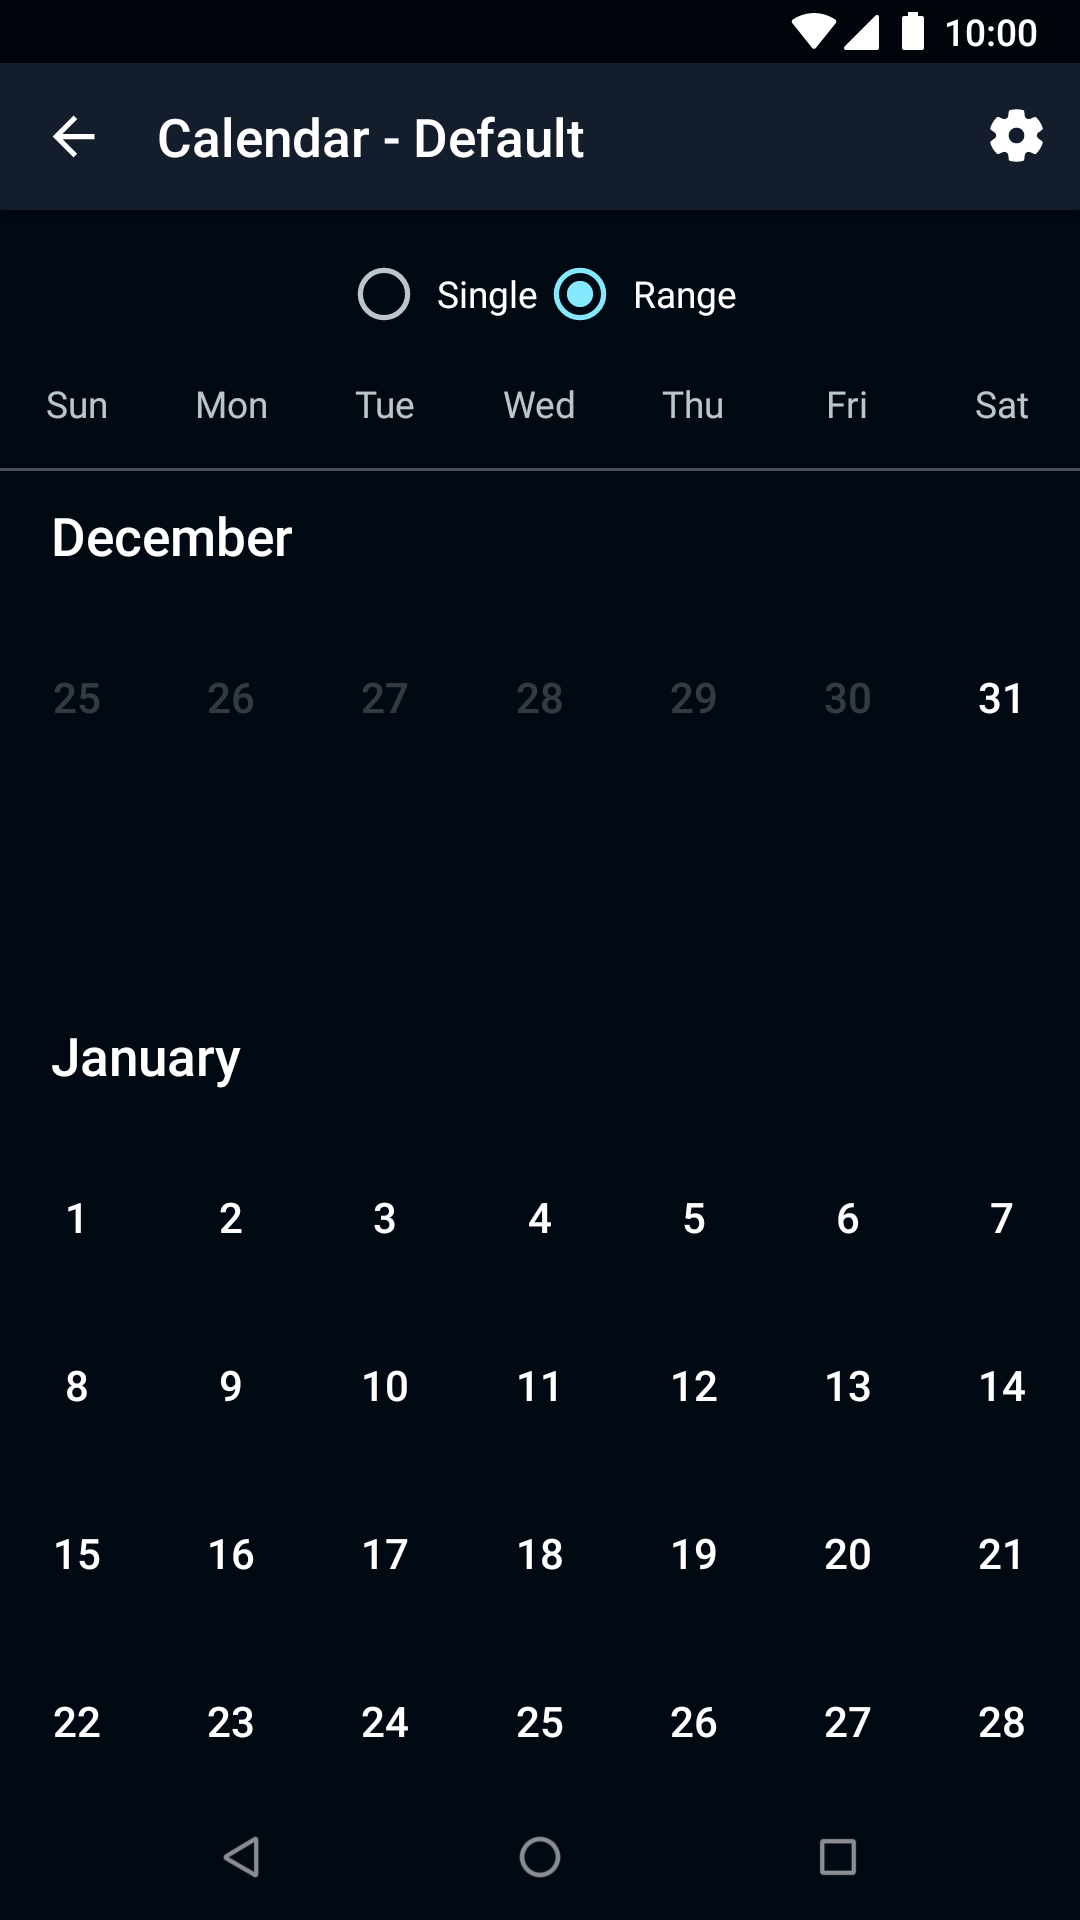 10:00
Calendar - Default
Single Range
Sun Mon Tue Wed Thu Fri Sat
December
25 26 27 28 29 30 31
January
1 2 3 4 5 6 7
8 9 10 11 12 13 14
15 16 17 18 19 20 21
22 23 24 25 26 27 28